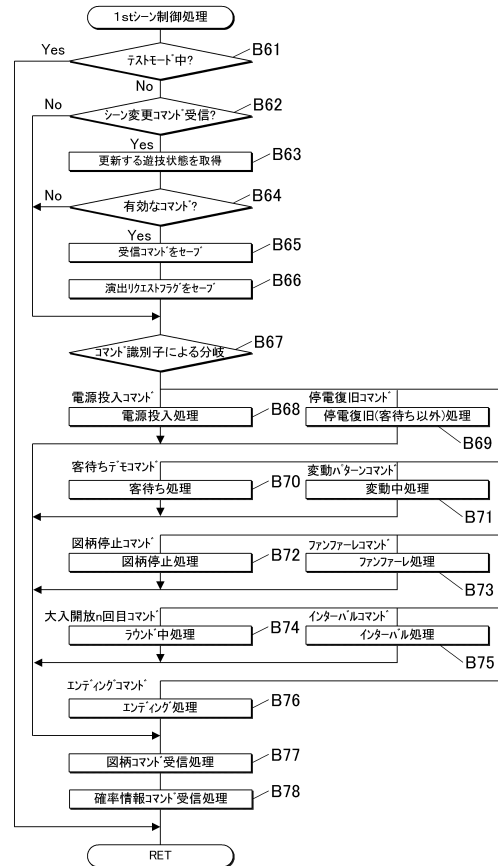 1stシーン制御処理
B61
Yes
テストモード中?
No
B62
No
シーン変更コマンド受信?
Yes
B63
更新する遊技状態を取得
B64
No
有効なコマンド?
Yes
B65
受信コマンドをセーブ
B66
演出リクエストフラグをセーブ
B67
コマンド識別子による分岐
電源投入コマンド
停電復旧コマンド
電源投入処理
B68
停電復旧(客待ち以外)処理
B69
客待ちデモコマンド
変動パターンコマンド
客待ち処理
B70
変動中処理
B71
図柄停止コマンド
ファンファーレコマンド
図柄停止処理
B72
ファンファーレ処理
B73
大入開放n回目コマンド
インターバルコマンド
ラウンド中処理
B74
インターバル処理
B75
エンディングコマンド
エンディング処理
B76
図柄コマンド受信処理
B77
確率情報コマンド受信処理
B78
RET